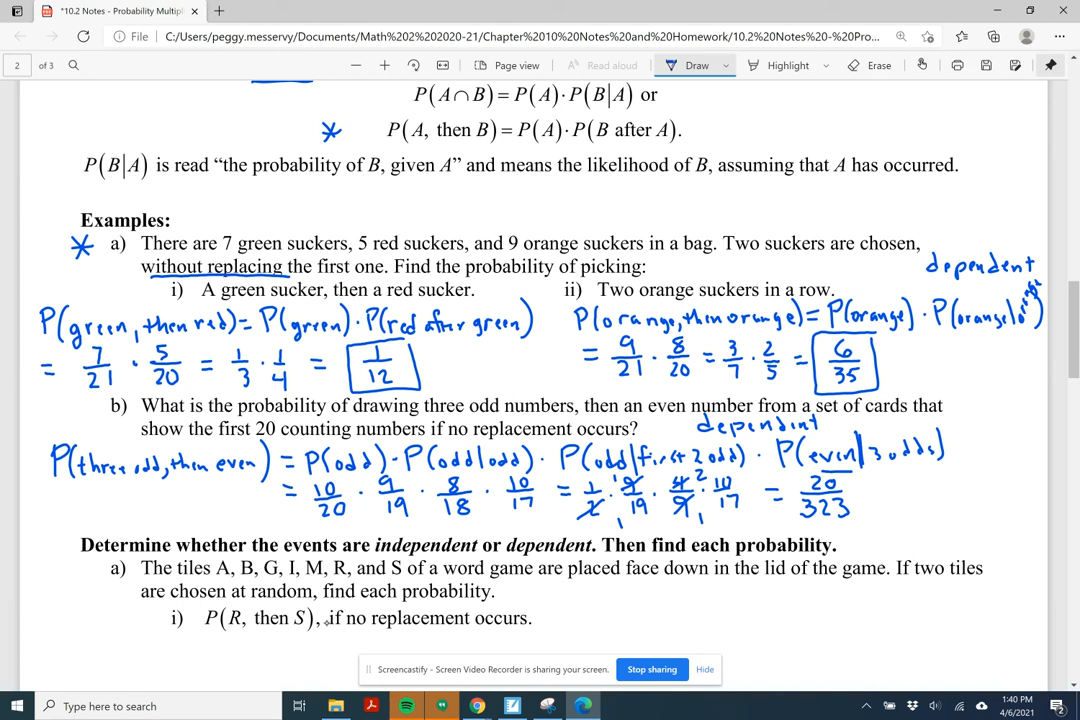 *10.2 Notes - Probability Multipl
File
C:/Users/peggy.messervy/Documents/Math%202%202020-21/Chapter%2010%20Notes%20and%20Homework/10.2%20Notes%20-%20Pro...
2 of 3
Page view
Read aloud
Draw
Highlight
Erase
P(A∩B) = P(A)·P(B|A) or
* P(A, then B) = P(A)·P(B after A).
P(B|A) is read “the probability of B, given A” and means the likelihood of B, assuming that A has occurred.
Examples:
* a) There are 7 green suckers, 5 red suckers, and 9 orange suckers in a bag. Two suckers are chosen,
without replacing the first one. Find the probability of picking:
dependent
i) A green sucker, then a red sucker.
ii) Two orange suckers in a row.
P(green, then red) = P(green) · P(red after green)
= 7/21 · 5/20 = 1/3 · 1/4 = 1/12
P(orange, then orange) = P(orange) · P(orange|orange)
= 9/21 · 8/20 = 3/7 · 2/5 = 6/35
b) What is the probability of drawing three odd numbers, then an even number from a set of cards that
show the first 20 counting numbers if no replacement occurs?
dependent
P(three odd, then even) = P(odd) · P(odd|odd) · P(odd|first 2 odd) · P(even|3 odds)
= 10/20 · 9/19 · 8/18 · 10/17 = 1/2 · 9/19 · 4/9 · 10/17 = 20/323
Determine whether the events are independent or dependent. Then find each probability.
a) The tiles A, B, G, I, M, R, and S of a word game are placed face down in the lid of the game. If two tiles
are chosen at random, find each probability.
i) P(R, then S), if no replacement occurs.
Screencastify - Screen Video Recorder is sharing your screen.
Stop sharing
Hide
Type here to search
1:40 PM
4/6/2021
2